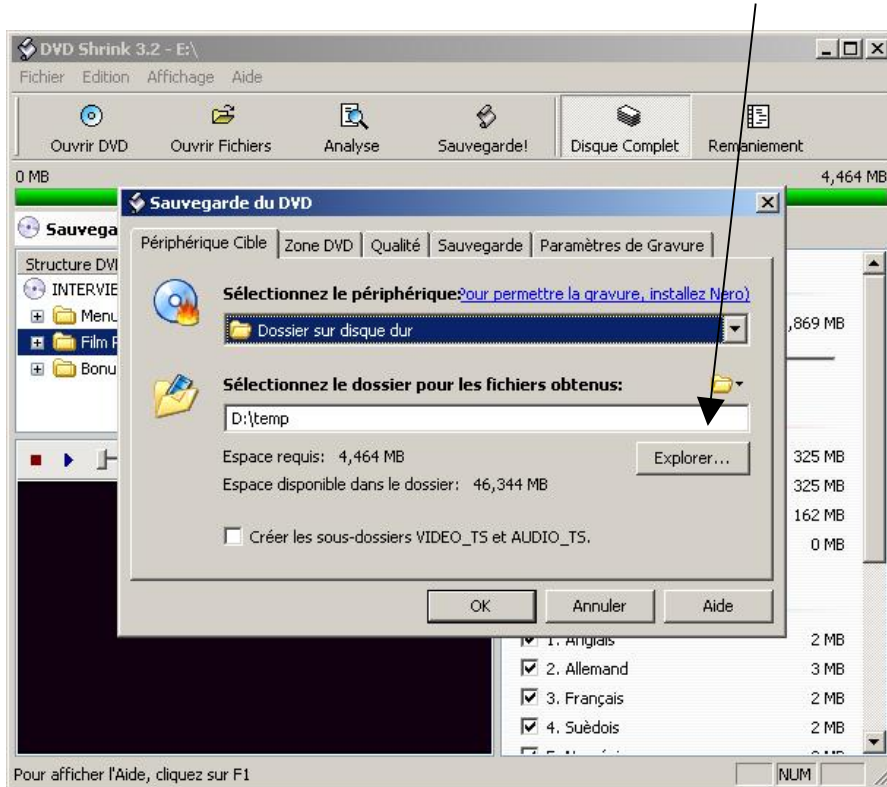 DVD Shrink 3.2 - E:\
Fichier Edition Affichage Aide
Ouvrir DVD Ouvrir Fichiers Analyse Sauvegarde! Disque Complet Remaniement
0 MB 4,464 MB
Sauvegarde du DVD
Sauvega
Périphérique Cible Zone DVD Qualité Sauvegarde Paramètres de Gravure
Structure DV
INTERVIE
Menu
Film
Bonu
Sélectionnez le périphérique: Pour permettre la gravure, installez Nero)
Dossier sur disque dur
,869 MB
Sélectionnez le dossier pour les fichiers obtenus:
D:\temp
Espace requis: 4,464 MB
Explorer...
325 MB
Espace disponible dans le dossier: 46,344 MB
325 MB
162 MB
Créer les sous-dossiers VIDEO_TS et AUDIO_TS.
0 MB
OK Annuler Aide
1. Anglais 2 MB
2. Allemand 3 MB
3. Français 2 MB
4. Suèdois 2 MB
Pour afficher l'Aide, cliquez sur F1
NUM